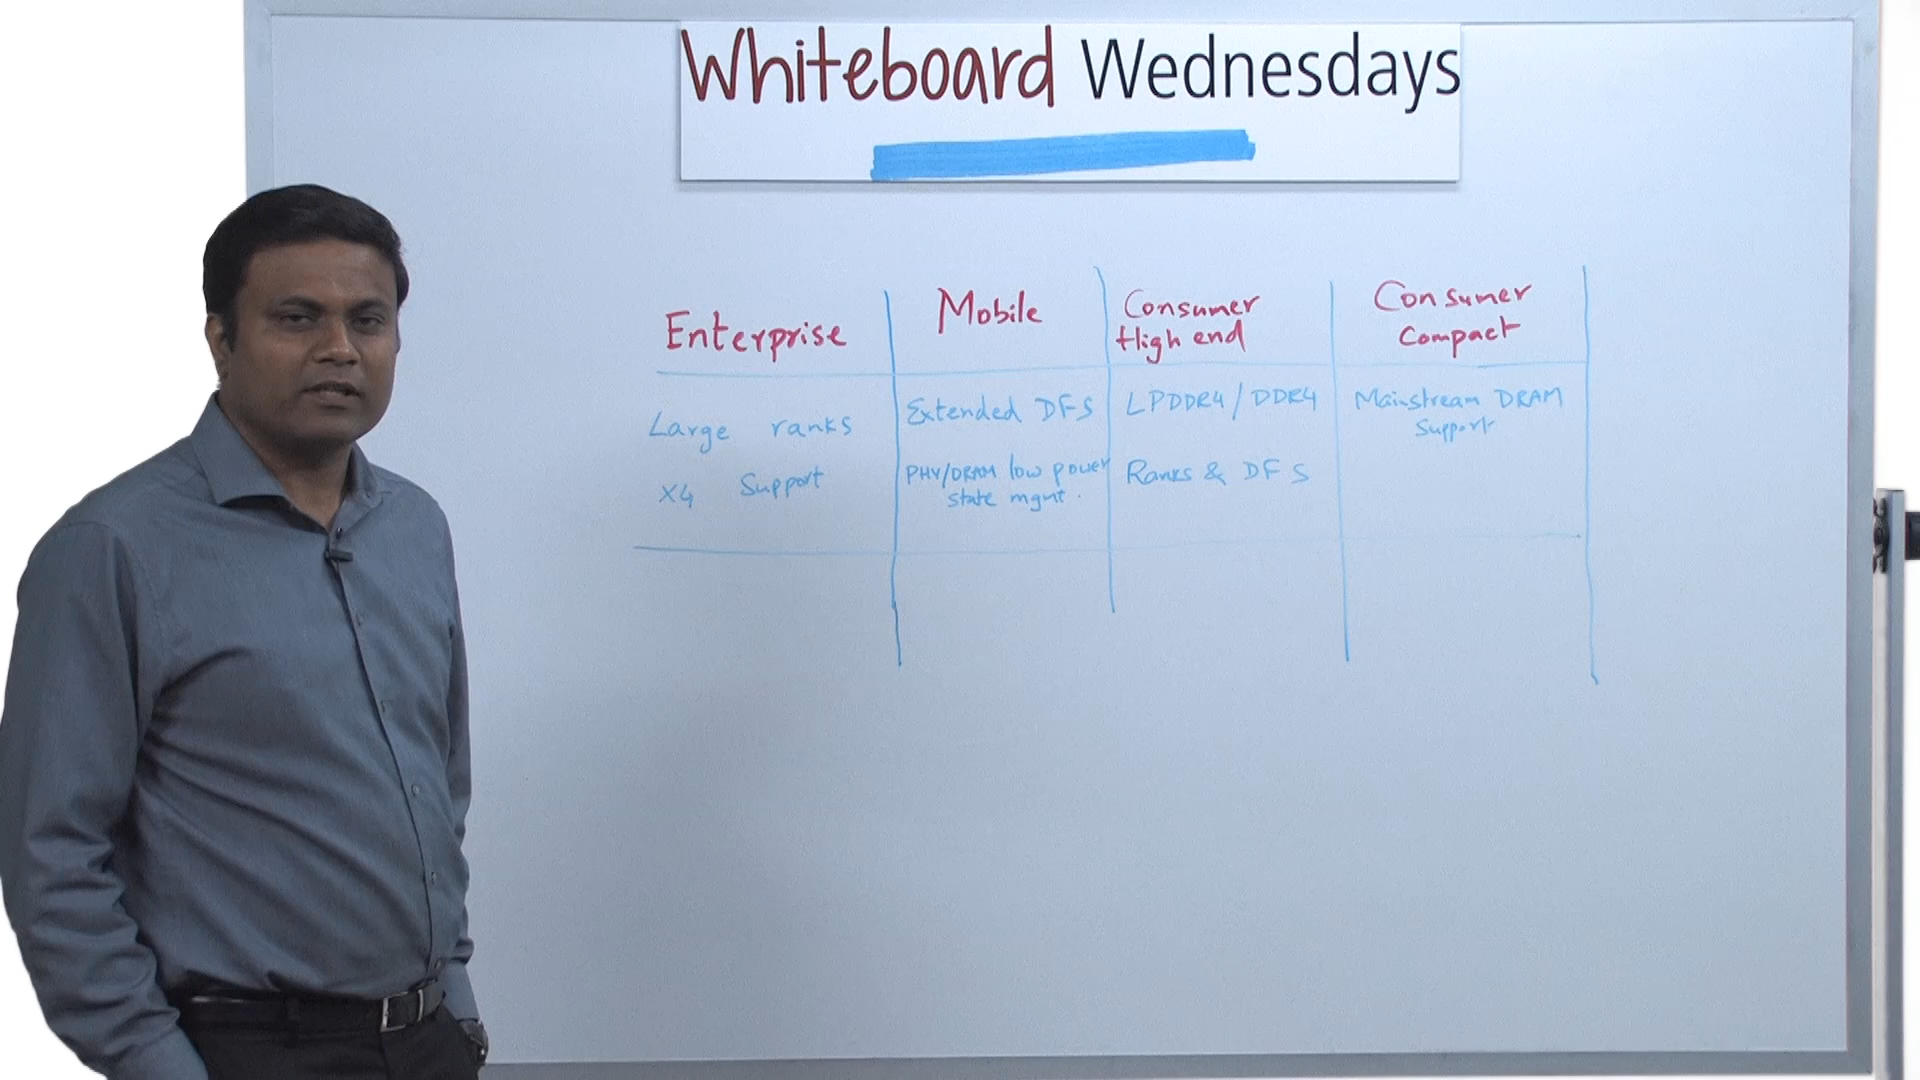 Whiteboard Wednesdays
Enterprise
Mobile
Consumer
High end
Consumer
Compact
Large ranks
X4 Support
Extended DFS
PHY/DRAM low power
state mgmt.
LPDDR4/DDR4
Ranks & DFS
Mainstream DRAM
Support